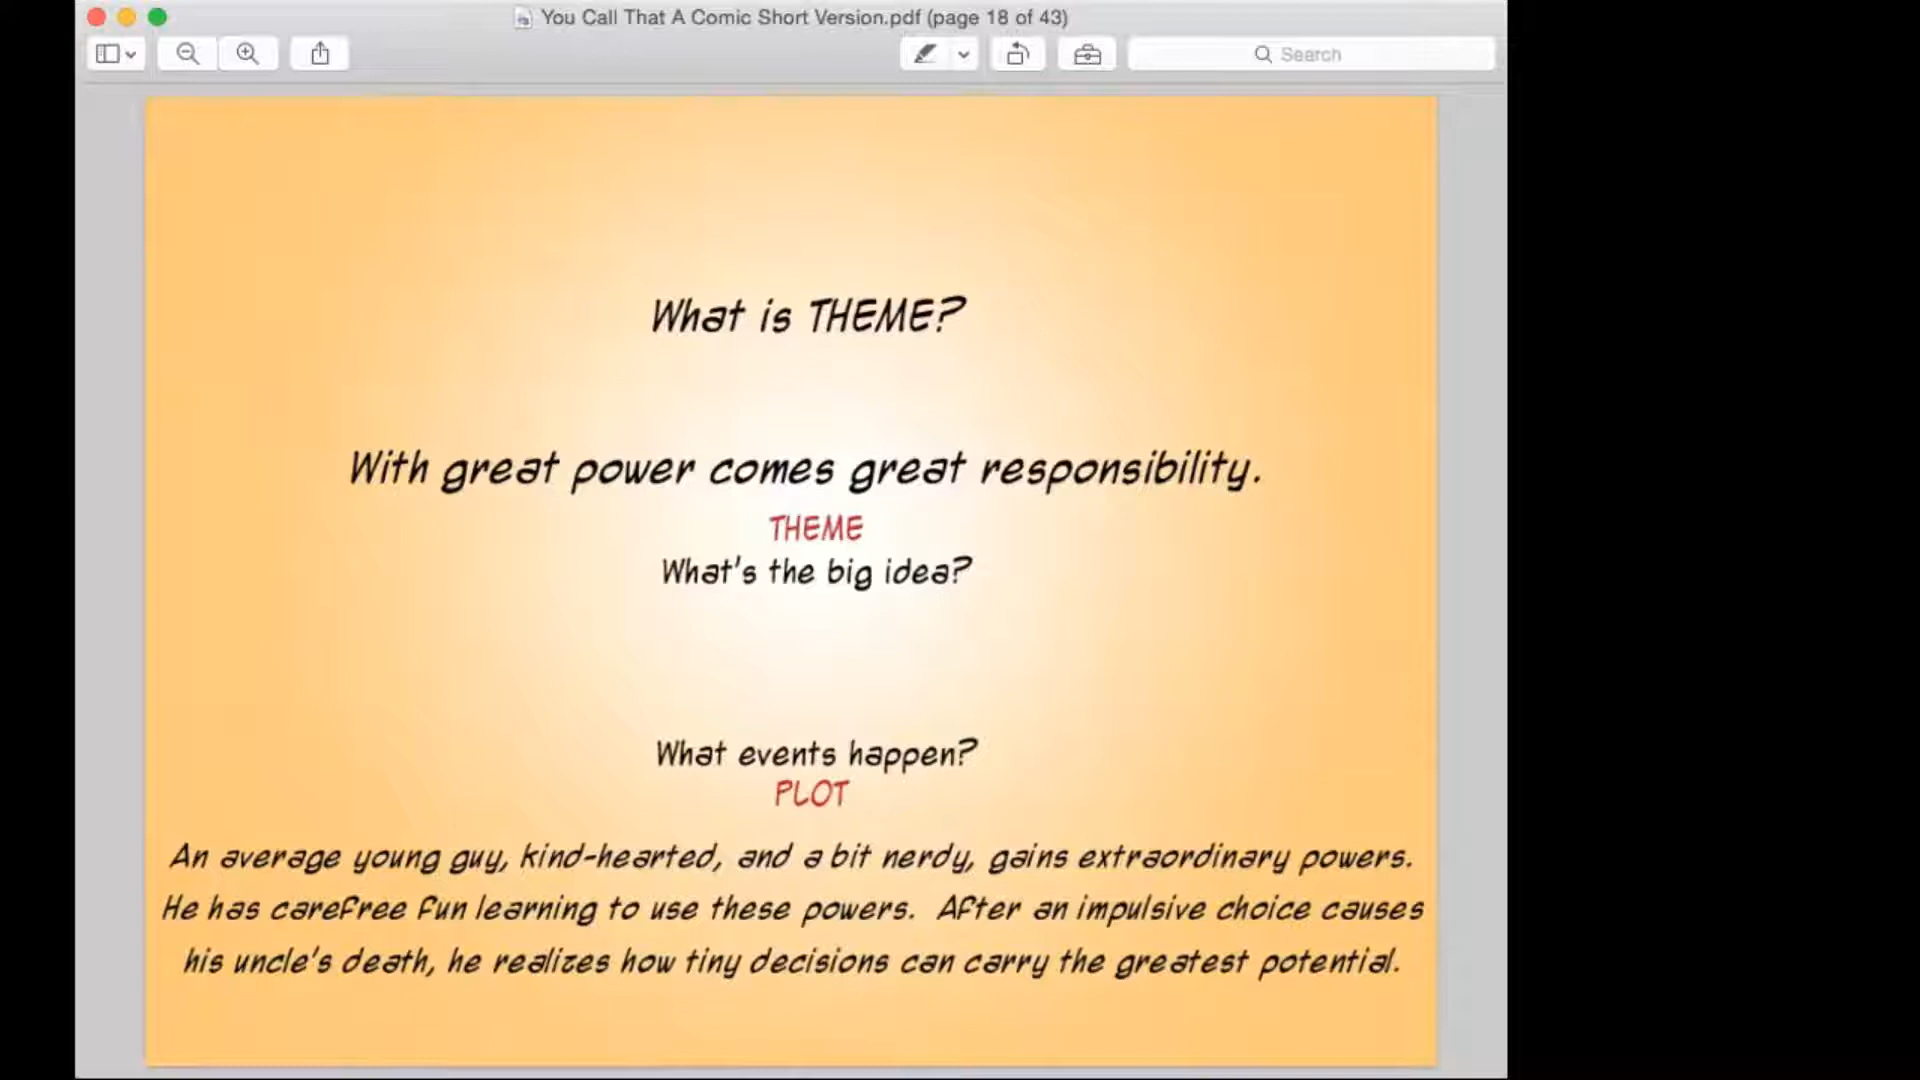 You Call That A Comic Short Version.pdf (page 18 of 43)
Search
What is THEME?
With great power comes great responsibility.
THEME
What's the big idea?
What events happen?
PLOT
An average young guy, kind-hearted, and a bit nerdy, gains extraordinary powers.
He has carefree fun learning to use these powers. After an impulsive choice causes
his uncle's death, he realizes how tiny decisions can carry the greatest potential.